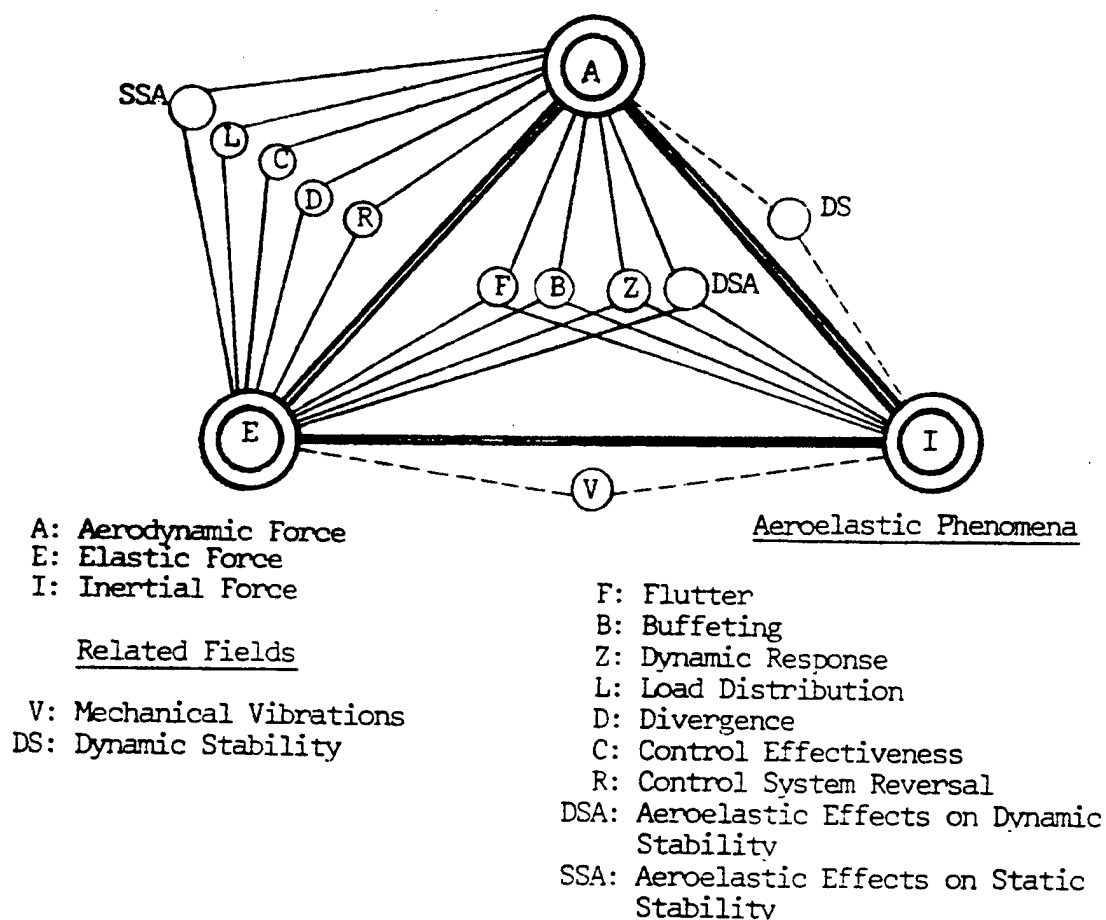 A
SSA
L
C
D
R
DS
F
B
Z
DSA
E
I
V
A: Aerodynamic Force
E: Elastic Force
I: Inertial Force
Related Fields
V: Mechanical Vibrations
DS: Dynamic Stability
Aeroelastic Phenomena
F: Flutter
B: Buffeting
Z: Dynamic Response
L: Load Distribution
D: Divergence
C: Control Effectiveness
R: Control System Reversal
DSA: Aeroelastic Effects on Dynamic
Stability
SSA: Aeroelastic Effects on Static
Stability